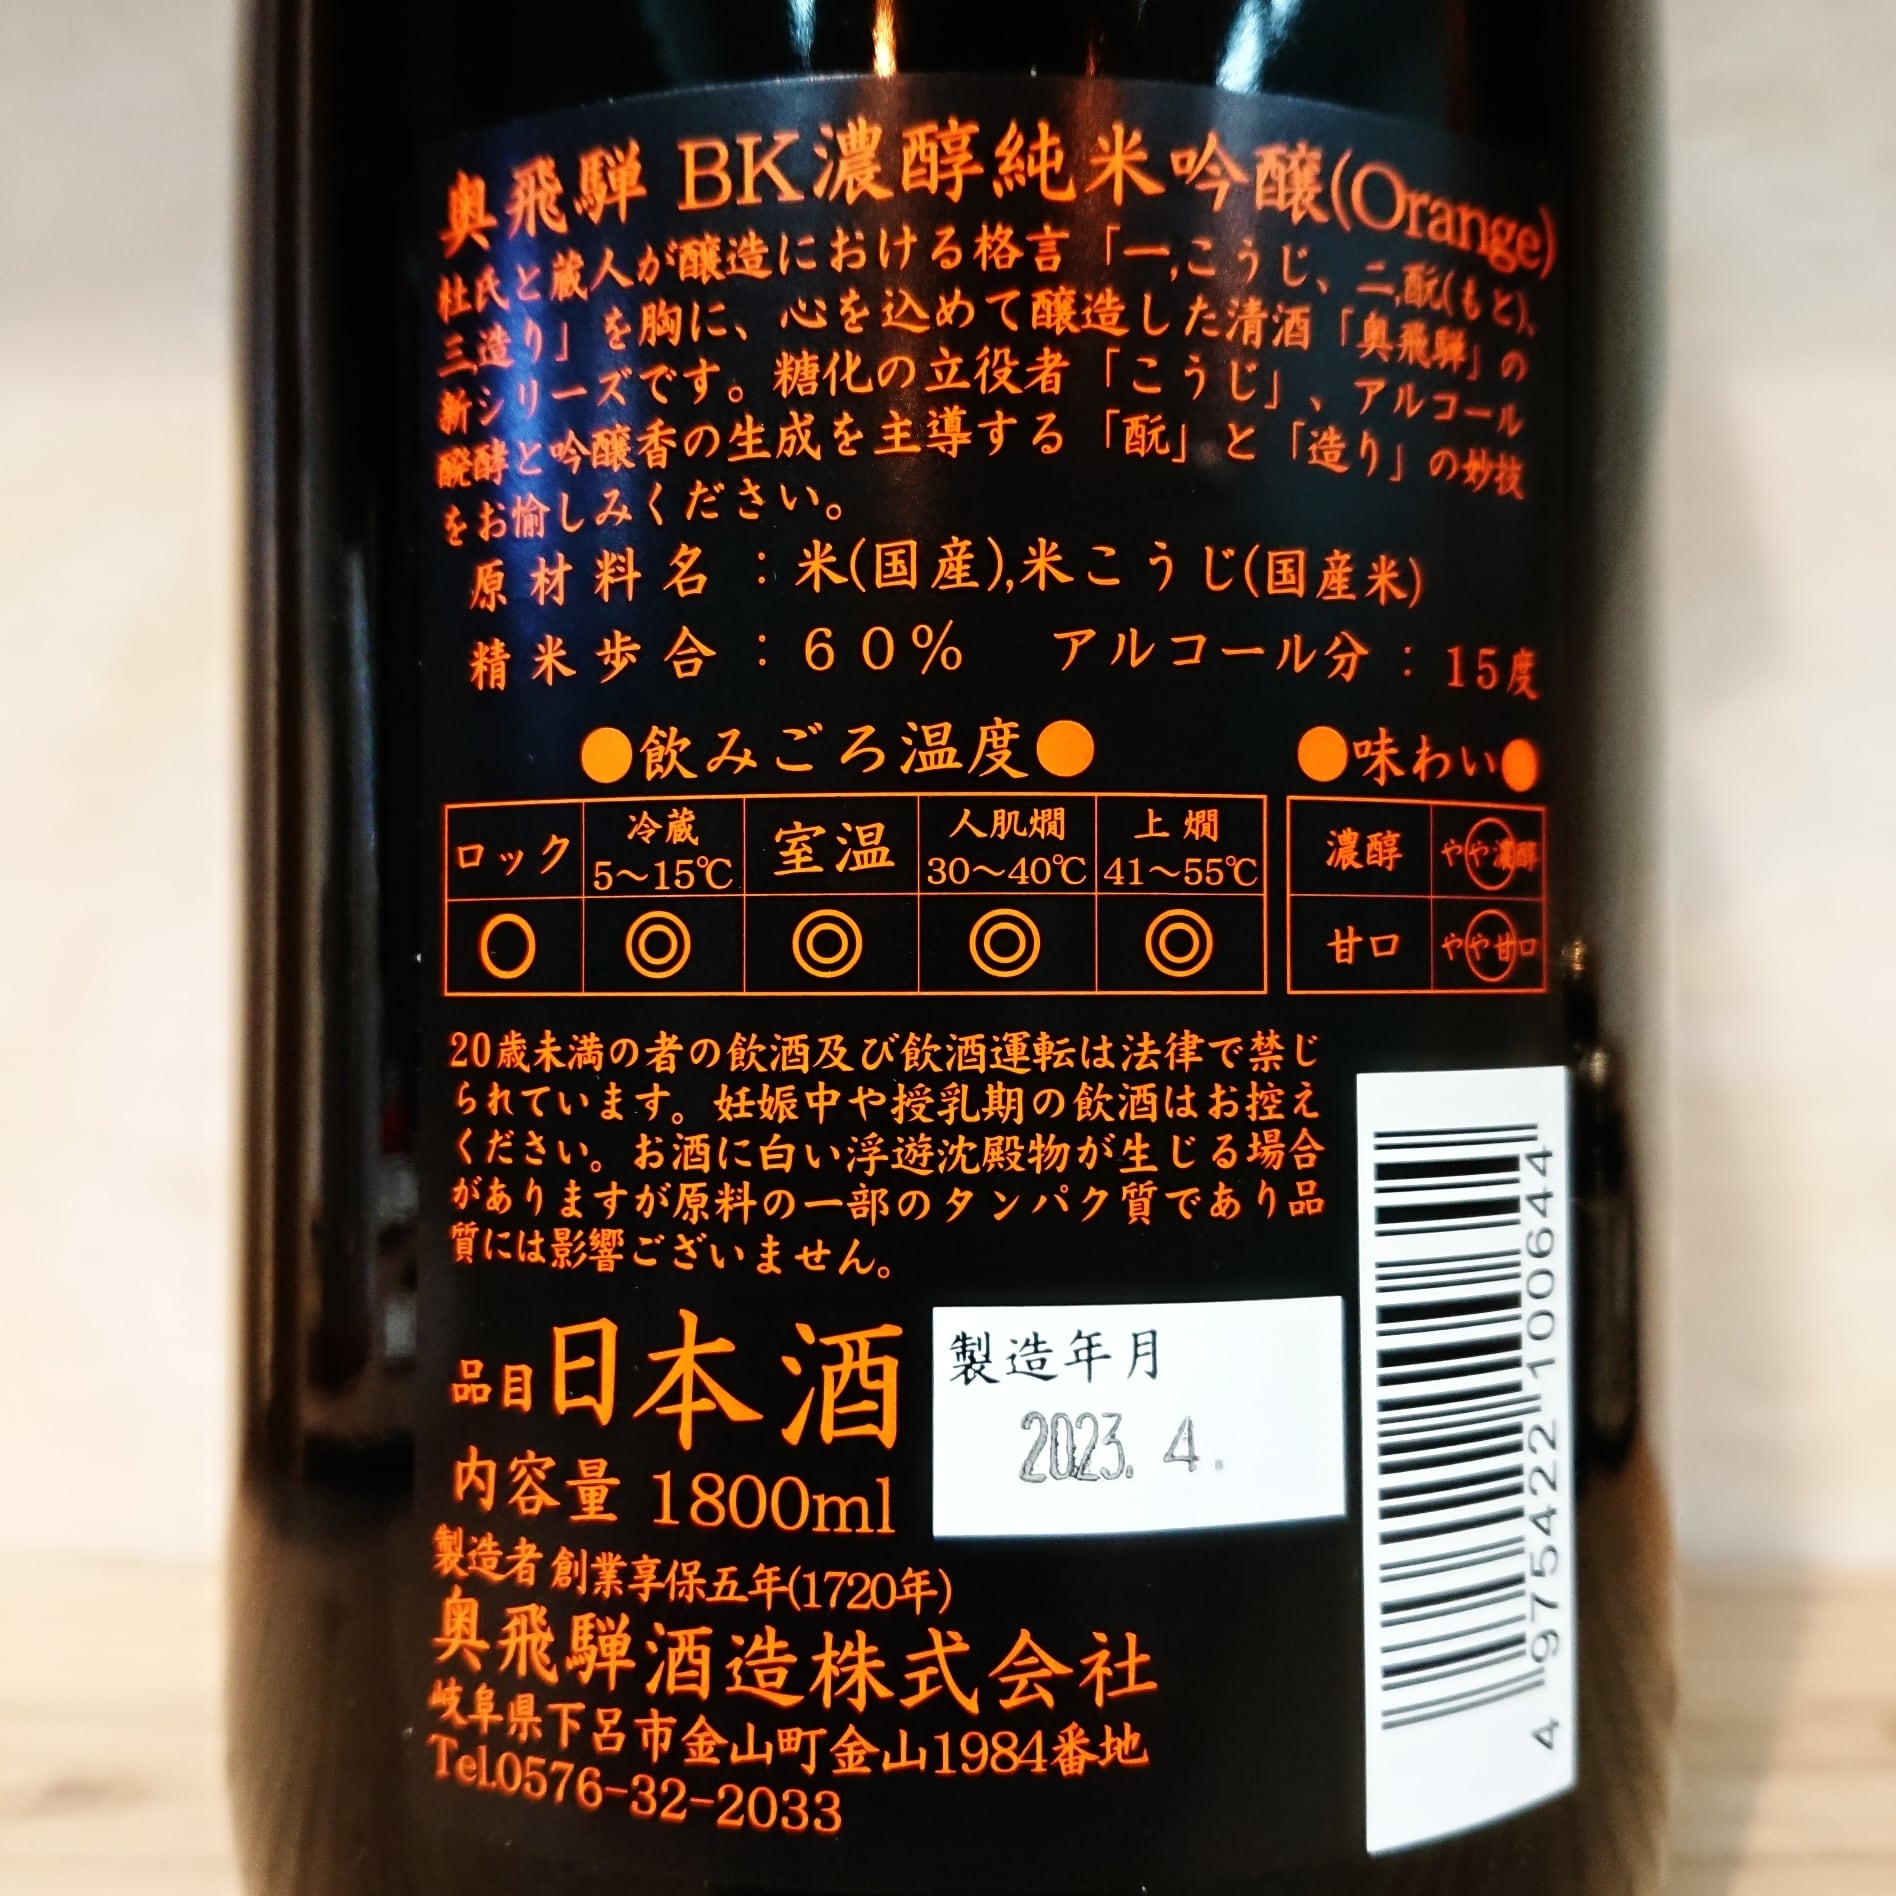 奥飛騨 BK濃醇純米吟醸(Orange)
杜氏と蔵人が醸造における格言「一,こうじ、二,酛(もと)、
三,造り」を胸に、心を込めて醸造した清酒「奥飛騨」の
新シリーズです。糖化の立役者「こうじ」、アルコール
醗酵と吟醸香の生成を主導する「酛」と「造り」の妙技
をお愉しみください。
原材料名：米(国産),米こうじ(国産米)
精米歩合：60% アルコール分：15度
●飲みごろ温度● ●味わい●
ロック 冷蔵 5～15℃ 室温 人肌燗 30～40℃ 上燗 41～55℃
○ ◎ ◎ ◎ ◎
濃醇 やや濃醇
甘口 やや甘口
20歳未満の者の飲酒及び飲酒運転は法律で禁じ
られています。妊娠中や授乳期の飲酒はお控え
ください。お酒に白い浮遊沈殿物が生じる場合
がありますが原料の一部のタンパク質であり品
質には影響ございません。
品目 日本酒
内容量 1800ml
製造年月
2023. 4.
製造者 創業享保五年(1720年)
奥飛騨酒造株式会社
岐阜県下呂市金山町金山1984番地
Tel.0576-32-2033
4 975422 100644